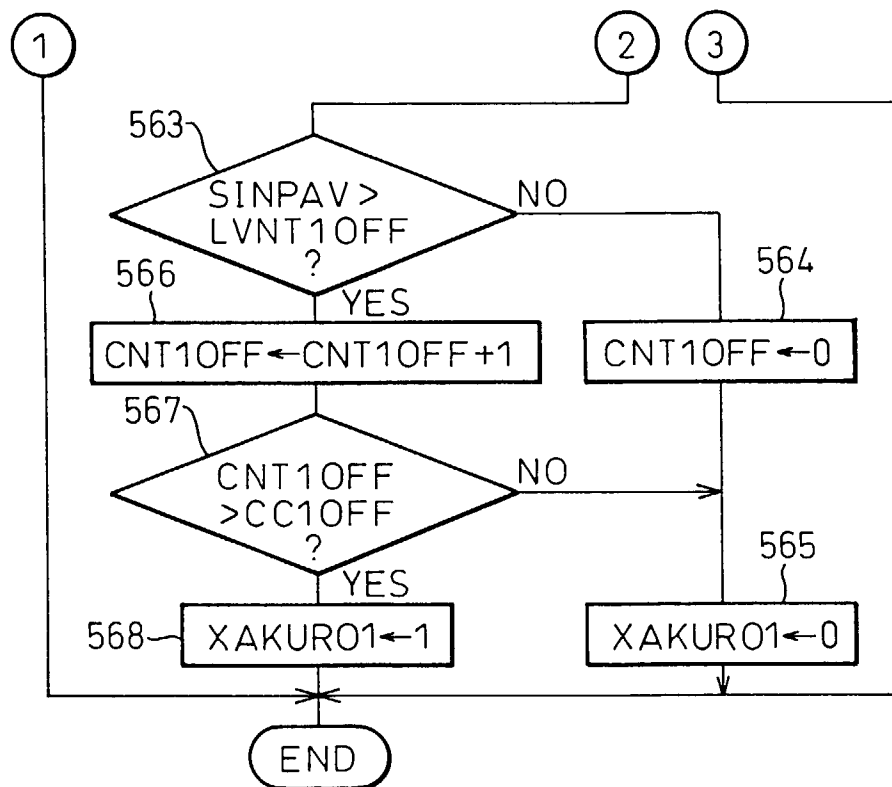 1
2
3
563
SINPAV>
LVNT1OFF
?
NO
YES
564
CNT1OFF←0
566
CNT1OFF←CNT1OFF+1
567
CNT1OFF
>CC1OFF
?
NO
YES
565
XAKURO1←0
568
XAKURO1←1
END